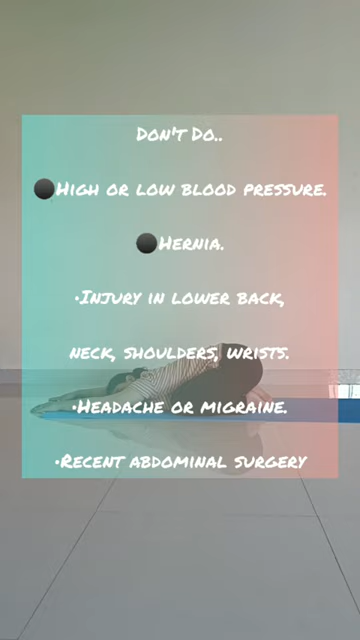 Don't Do..
⚫High or low blood pressure.
⚫Hernia.
•Injury in lower back,
neck, shoulders, wrists.
•Headache or migraine.
•Recent abdominal surgery